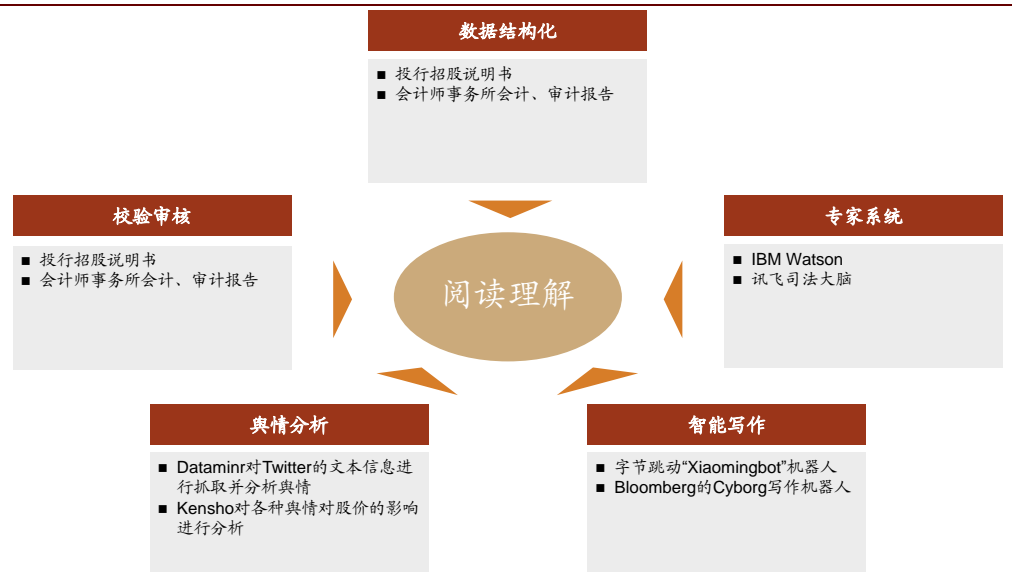 数据结构化
■ 投行招股说明书
■ 会计师事务所会计、审计报告
校验审核
■ 投行招股说明书
■ 会计师事务所会计、审计报告
阅读理解
专家系统
■ IBM Watson
■ 讯飞司法大脑
舆情分析
■ Dataminr对Twitter的文本信息进
行抓取并分析舆情
■ Kensho对各种舆情对股价的影响
进行分析
智能写作
■ 字节跳动“Xiaomingbot”机器人
■ Bloomberg的Cyborg写作机器人